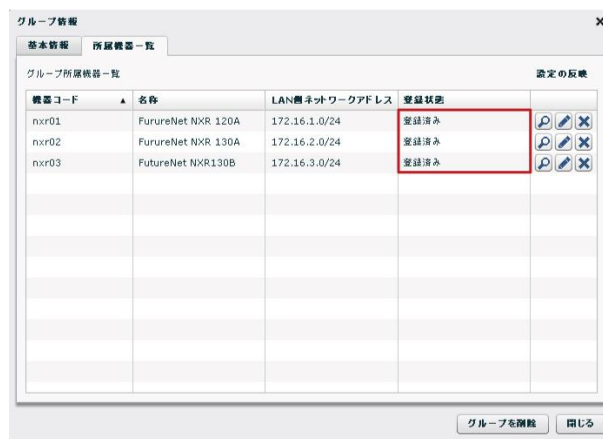 グループ情報
基本情報 所属機器一覧
グループ所属機器一覧 設定の反映
機器コード ▲ 名称 LAN側ネットワークアドレス 登録状態
nxr01 FurureNet NXR 120A 172.16.1.0/24 登録済み
nxr02 FurureNet NXR 130A 172.16.2.0/24 登録済み
nxr03 FutureNet NXR130B 172.16.3.0/24 登録済み
グループを削除 閉じる